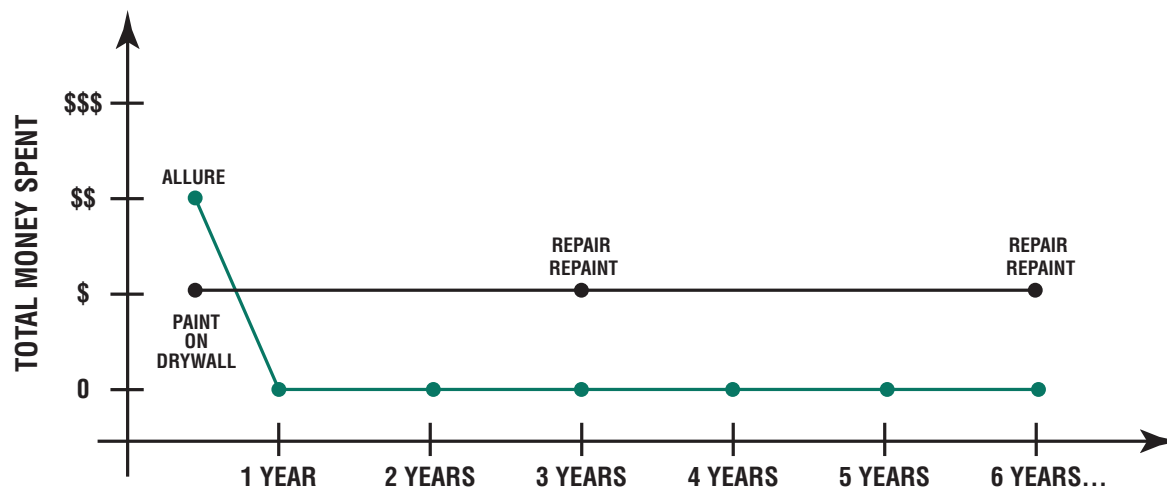 TOTAL MONEY SPENT
$$$
$$
$
0
ALLURE
PAINT
ON
DRYWALL
REPAIR
REPAINT
REPAIR
REPAINT
1 YEAR
2 YEARS
3 YEARS
4 YEARS
5 YEARS
6 YEARS...